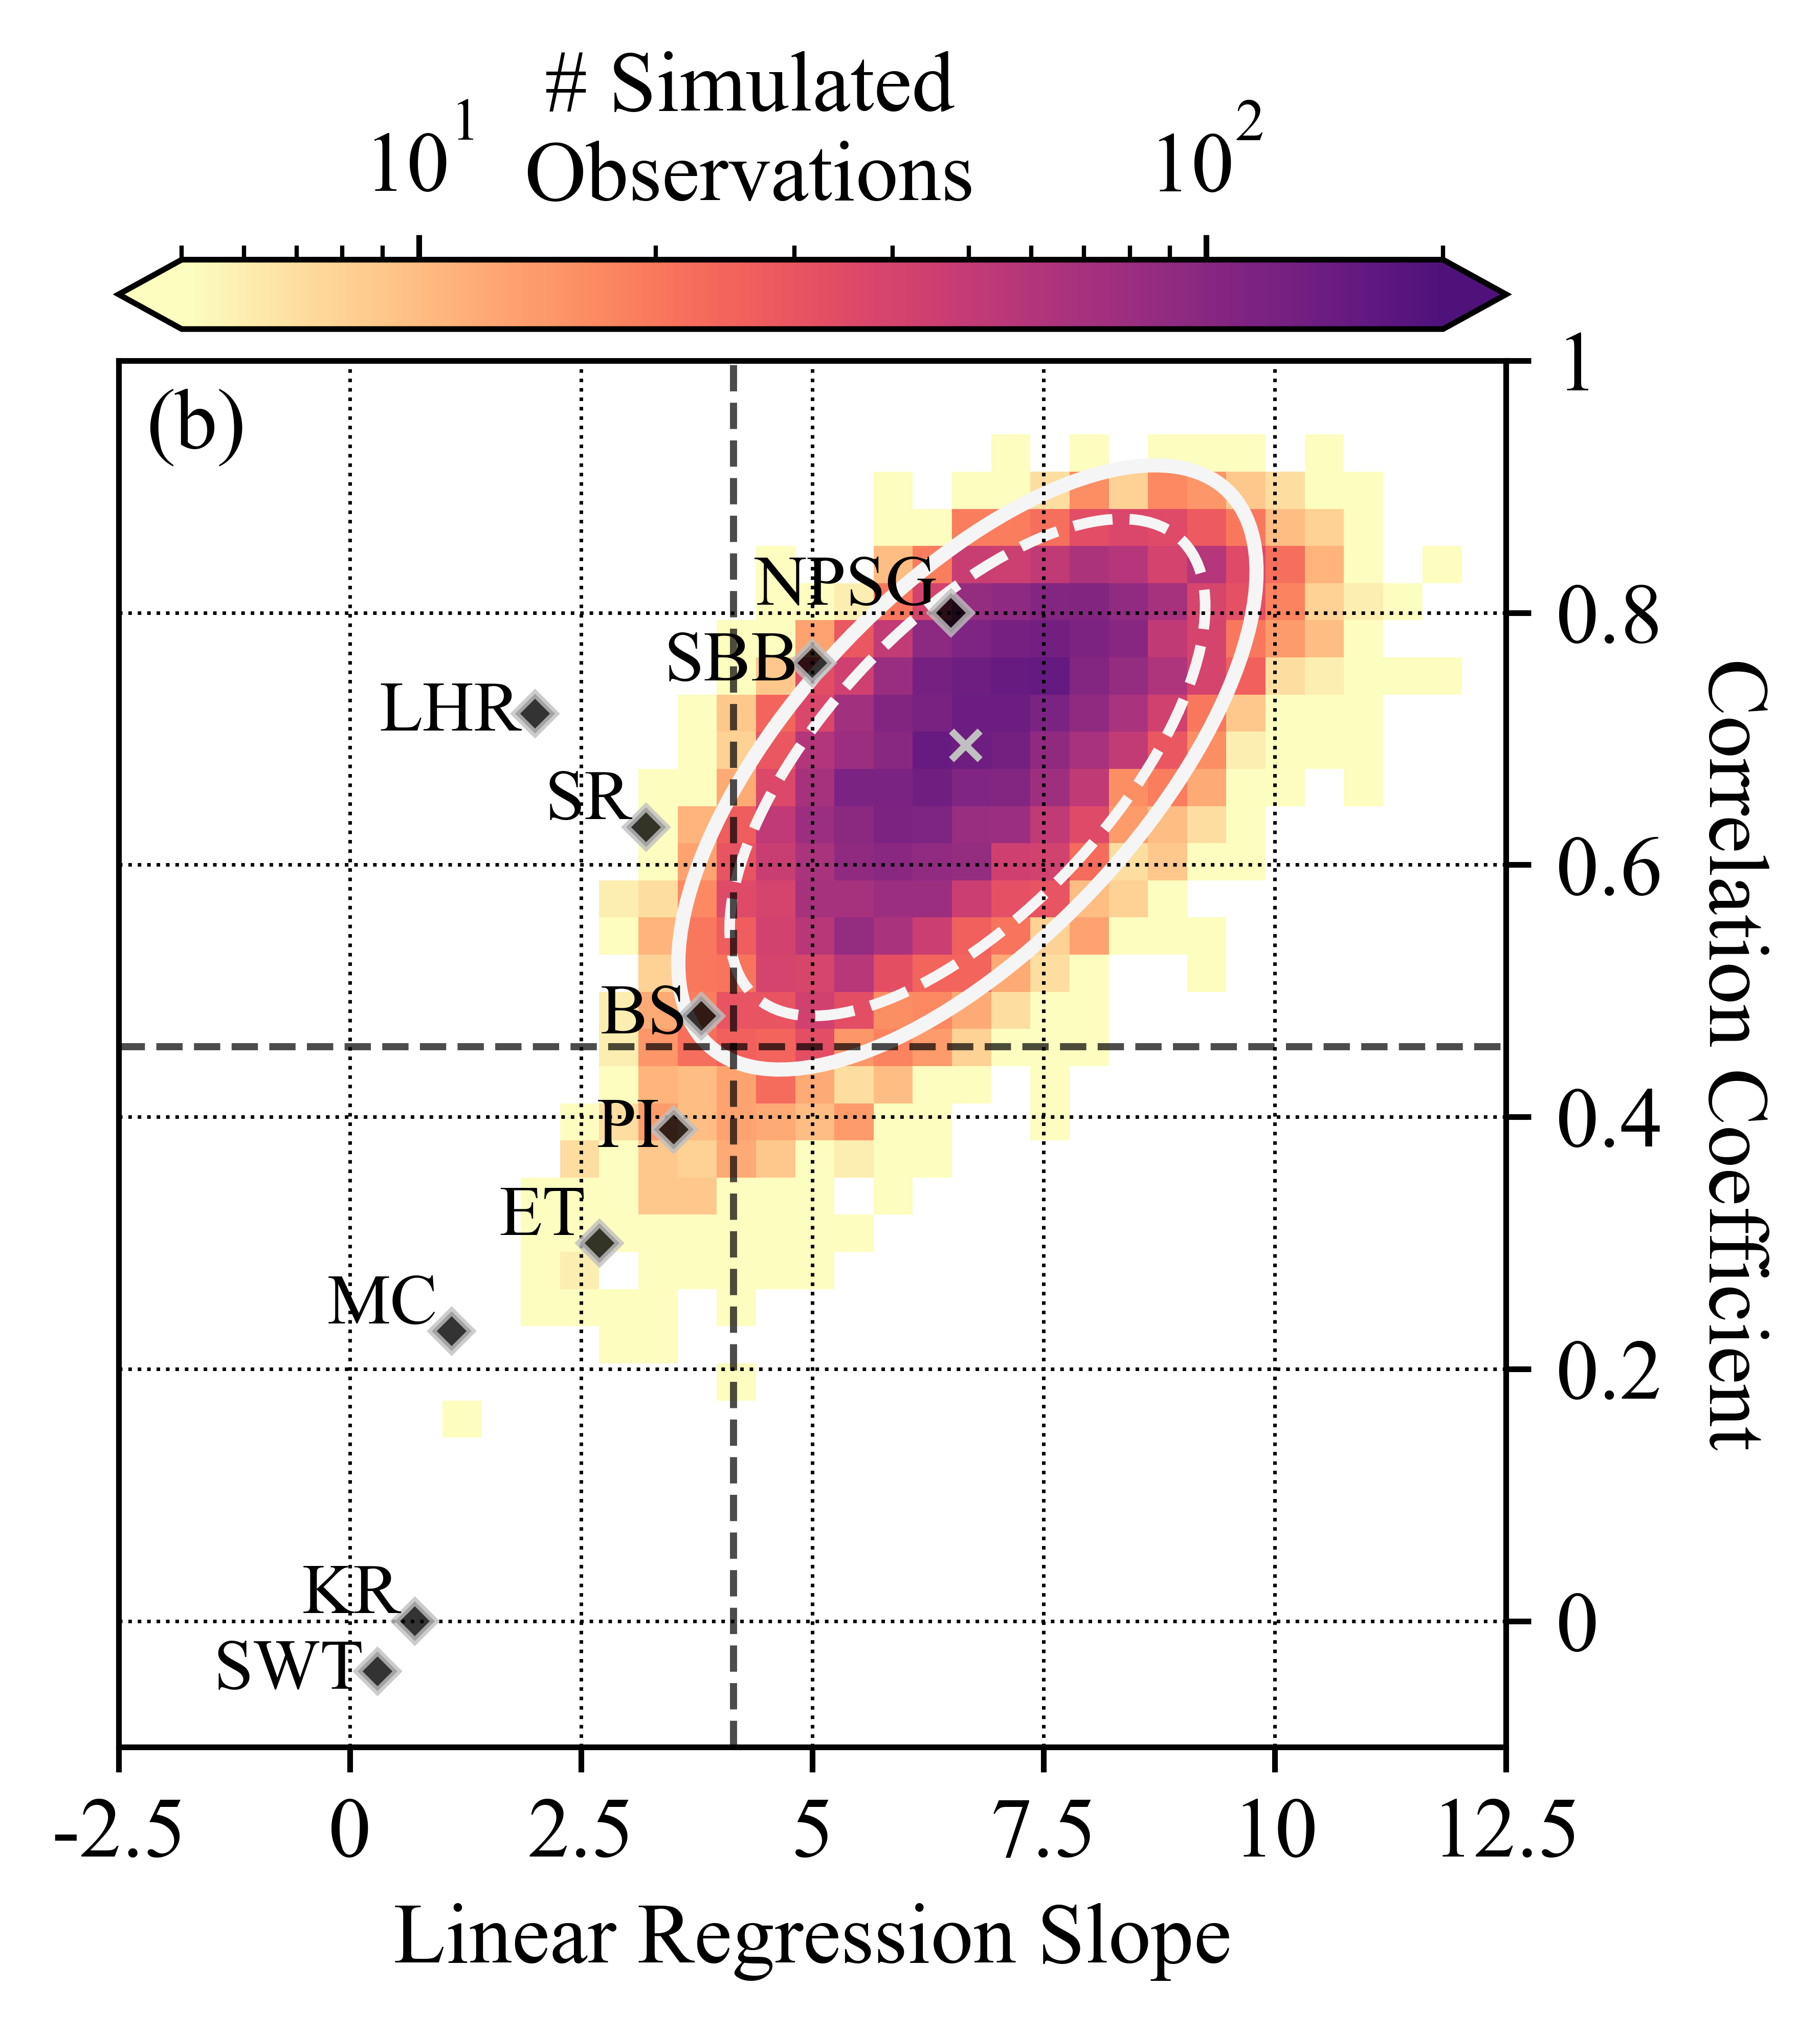 # Simulated
Observations
10^1
10^2
(b)
1
NPSG
0.8
SBB
LHR
SR
0.6
BS
PI
0.4
ET
MC
0.2
KR
0
SWT
Correlation Coefficient
-2.5 0 2.5 5 7.5 10 12.5
Linear Regression Slope